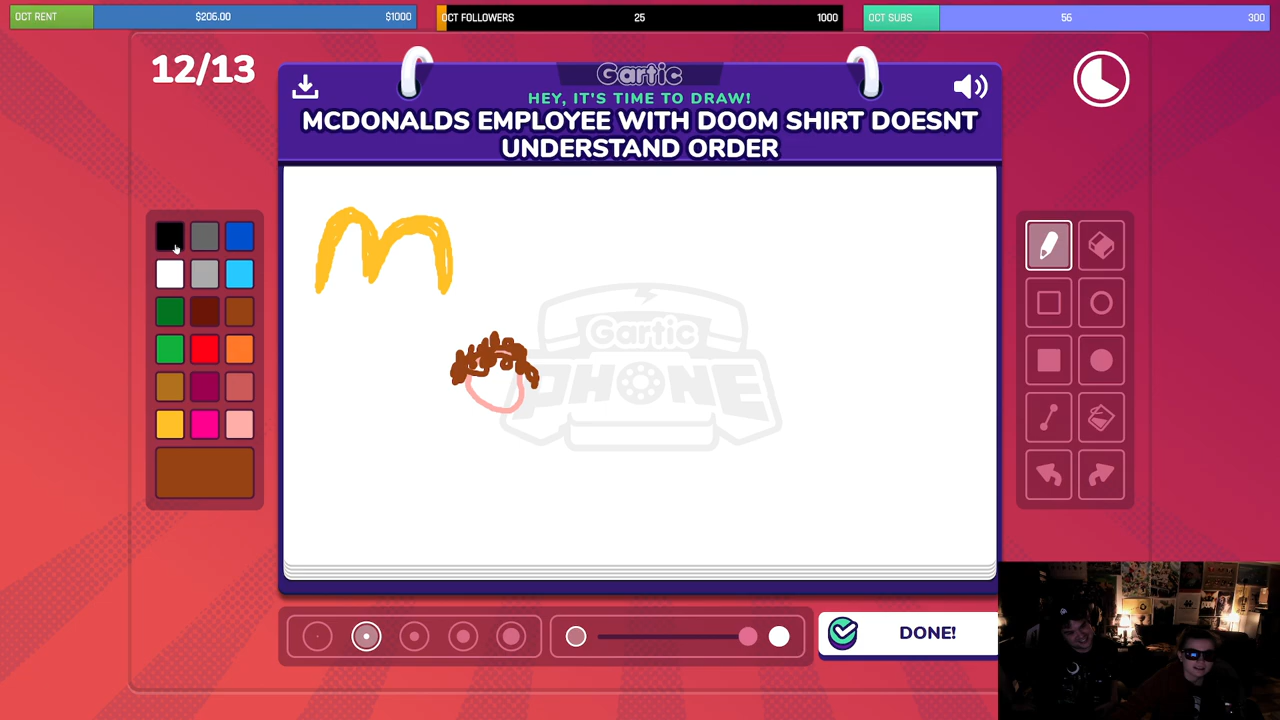 OCT RENT $206.00 $1000 OCT FOLLOWERS 25 1000 OCT SUBS 56 300
12/13
Gartic
HEY, IT'S TIME TO DRAW!
MCDONALDS EMPLOYEE WITH DOOM SHIRT DOESNT
UNDERSTAND ORDER
M
Gartic
PHONE
DONE!